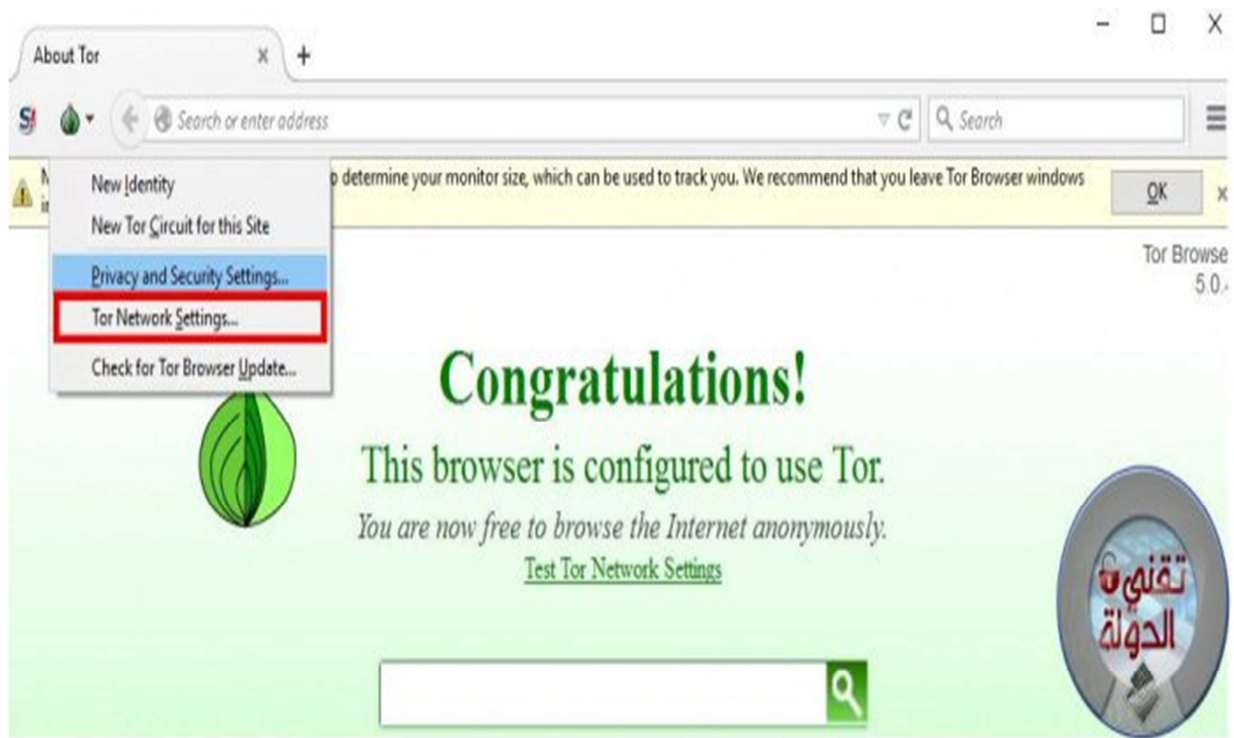 About Tor
Search or enter address
Search
New Identity
New Tor Circuit for this Site
Privacy and Security Settings...
Tor Network Settings...
Check for Tor Browser Update...
o determine your monitor size, which can be used to track you. We recommend that you leave Tor Browser windows
OK
Tor Browse
5.0.
Congratulations!
This browser is configured to use Tor.
You are now free to browse the Internet anonymously.
Test Tor Network Settings
تقني
الدولة